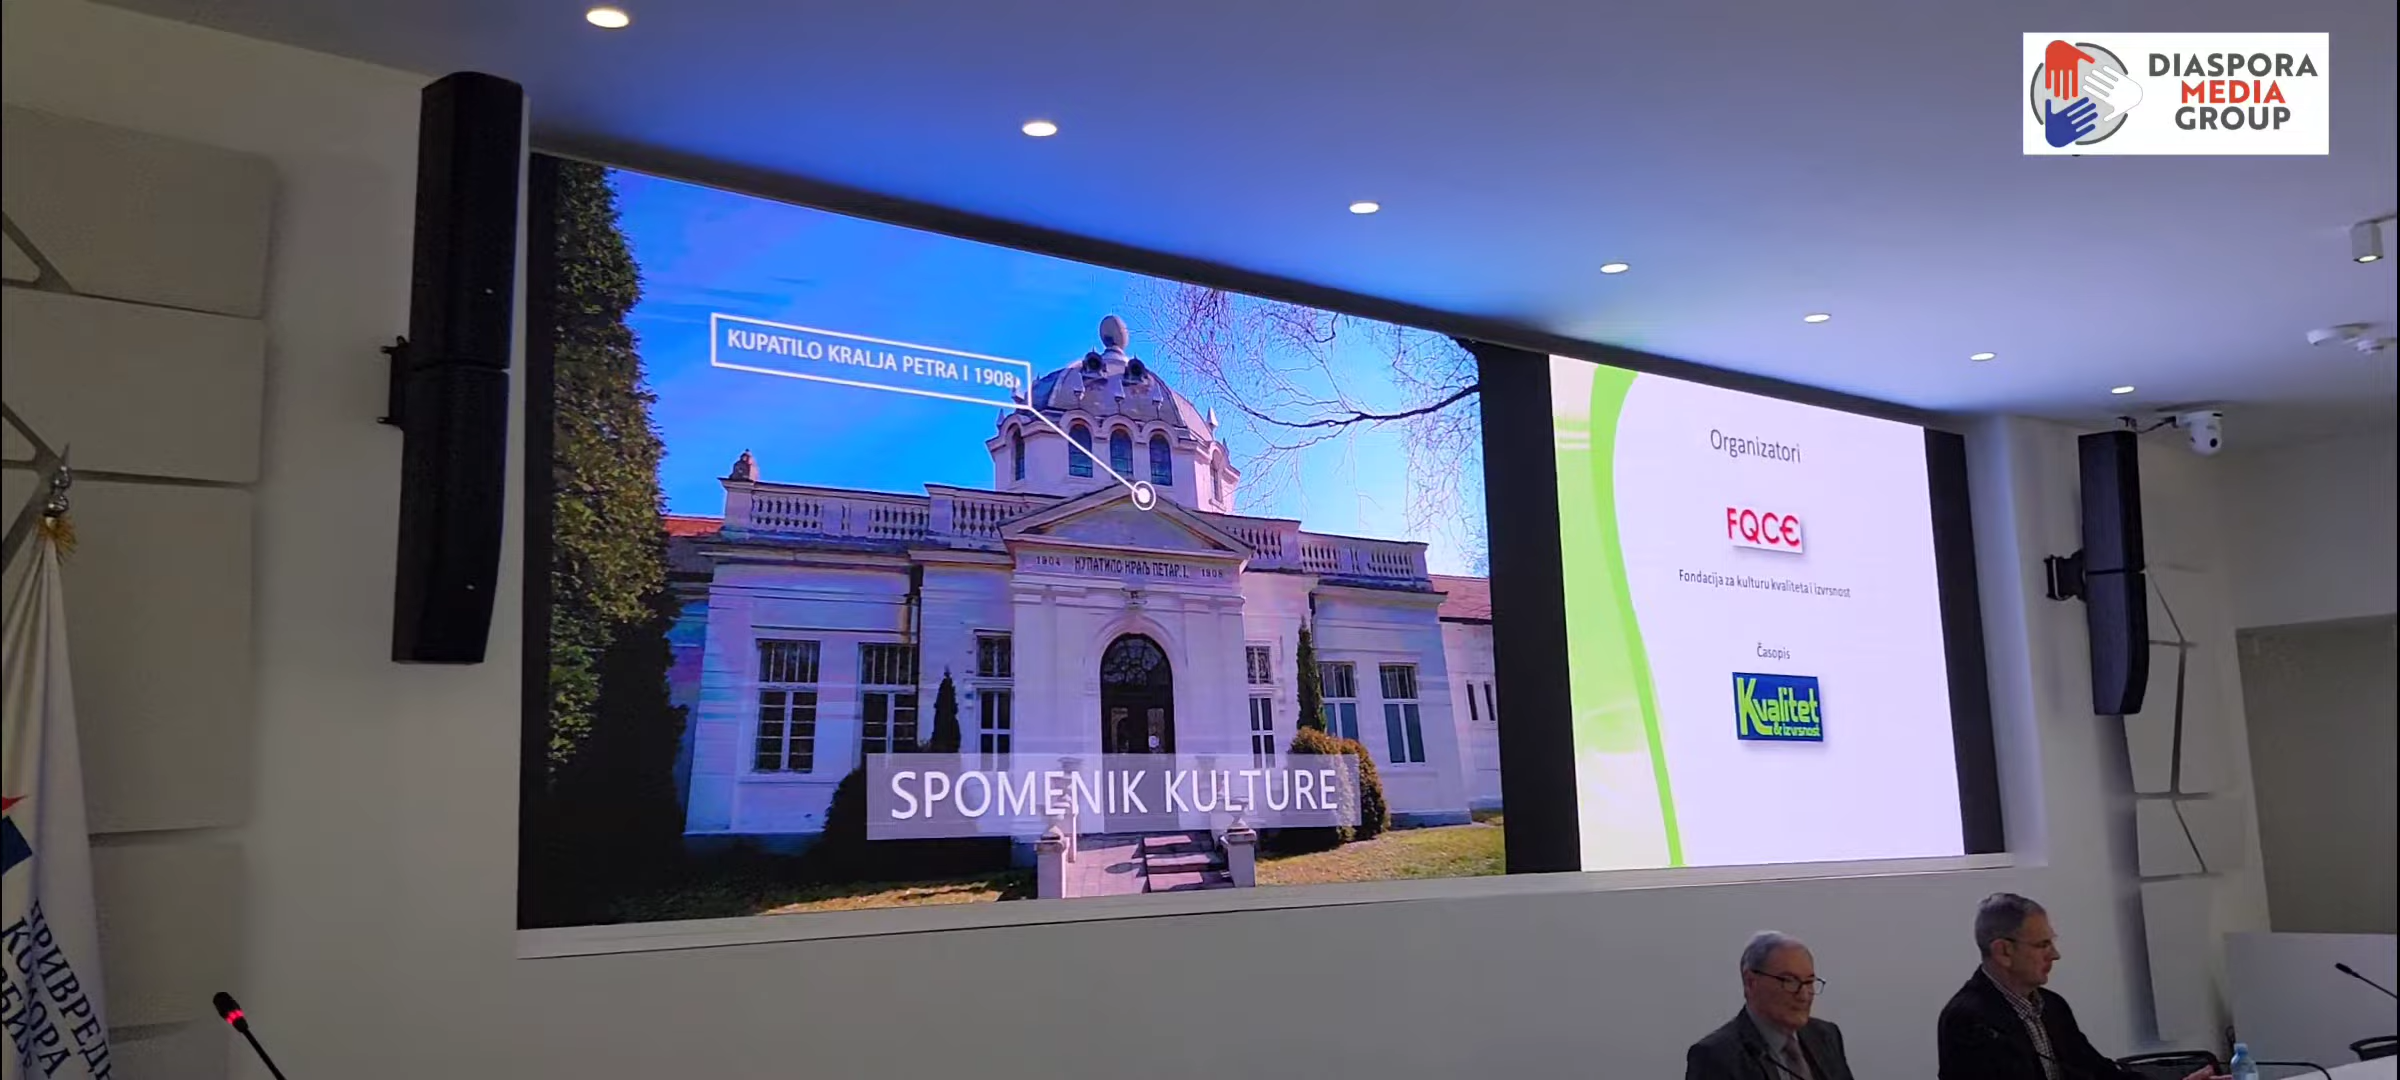 DIASPORA
MEDIA
GROUP
KUPATILO KRALJA PETRA I 1908.
1904 КУПАТИЛО КРАЉ ПЕТАР. I. 1908
SPOMENIK KULTURE
Organizatori
FQCЄ
Fondacija za kulturu kvaliteta i izvrsnost
Časopis
Kvalitet
& izvrsnost
ПРИВРЕДН
КОМОРА